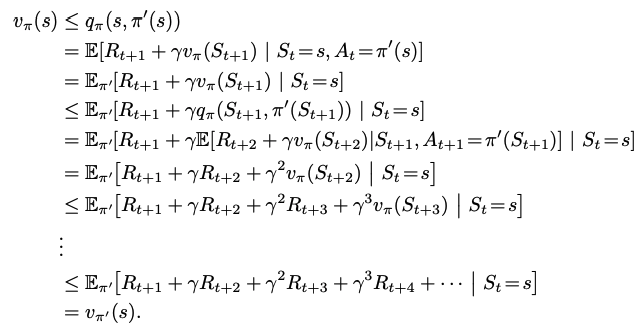 v_π(s) ≤ q_π(s, π′(s))
= 𝔼[R_{t+1} + γv_π(S_{t+1}) | S_t=s, A_t=π′(s)]
= 𝔼_{π′}[R_{t+1} + γv_π(S_{t+1}) | S_t=s]
≤ 𝔼_{π′}[R_{t+1} + γq_π(S_{t+1}, π′(S_{t+1})) | S_t=s]
= 𝔼_{π′}[R_{t+1} + γ𝔼[R_{t+2} + γv_π(S_{t+2})|S_{t+1}, A_{t+1}=π′(S_{t+1})] | S_t=s]
= 𝔼_{π′}[R_{t+1} + γR_{t+2} + γ²v_π(S_{t+2}) | S_t=s]
≤ 𝔼_{π′}[R_{t+1} + γR_{t+2} + γ²R_{t+3} + γ³v_π(S_{t+3}) | S_t=s]
⋮
≤ 𝔼_{π′}[R_{t+1} + γR_{t+2} + γ²R_{t+3} + γ³R_{t+4} + ⋯ | S_t=s]
= v_{π′}(s).